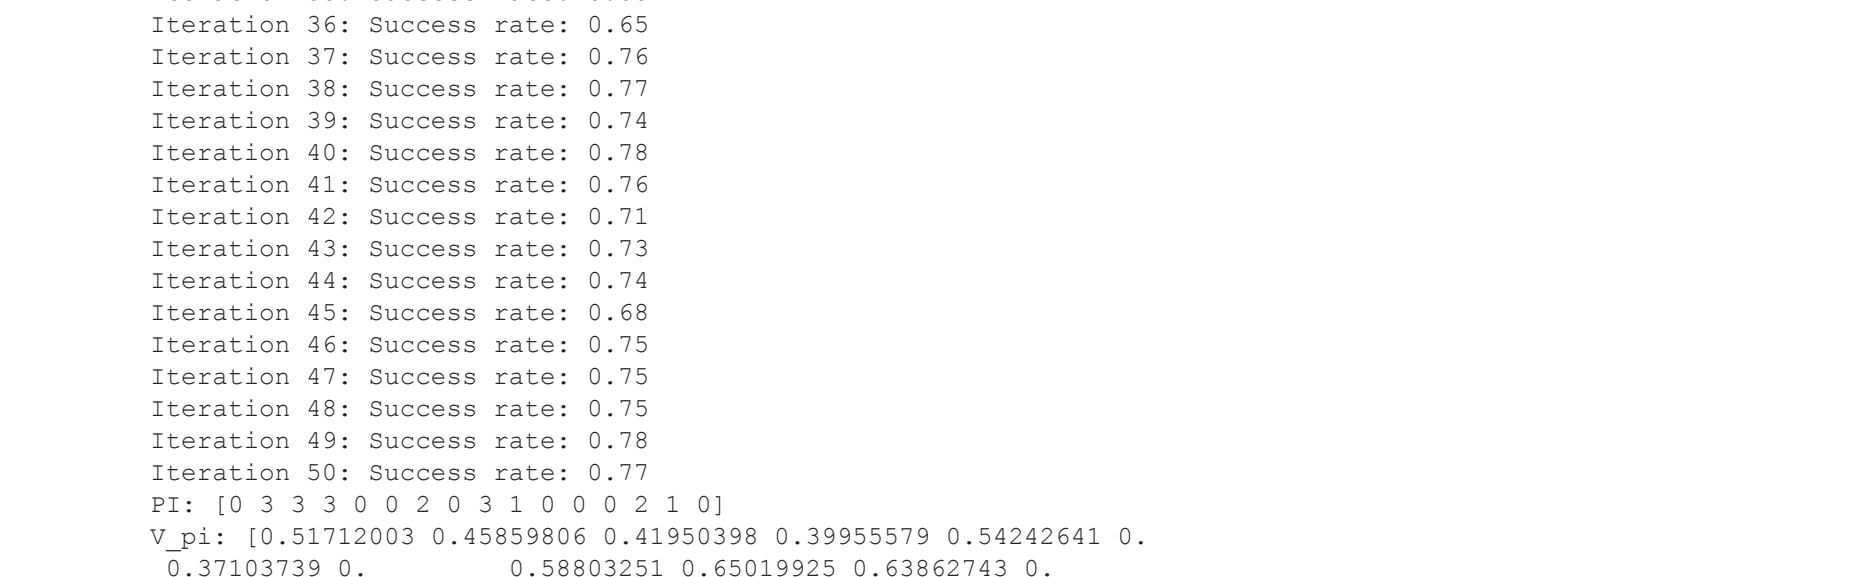 Iteration 36: Success rate: 0.65
Iteration 37: Success rate: 0.76
Iteration 38: Success rate: 0.77
Iteration 39: Success rate: 0.74
Iteration 40: Success rate: 0.78
Iteration 41: Success rate: 0.76
Iteration 42: Success rate: 0.71
Iteration 43: Success rate: 0.73
Iteration 44: Success rate: 0.74
Iteration 45: Success rate: 0.68
Iteration 46: Success rate: 0.75
Iteration 47: Success rate: 0.75
Iteration 48: Success rate: 0.75
Iteration 49: Success rate: 0.78
Iteration 50: Success rate: 0.77
PI: [0 3 3 3 0 0 2 0 3 1 0 0 0 2 1 0]
V_pi: [0.51712003 0.45859806 0.41950398 0.39955579 0.54242641 0.
0.37103739 0. 0.58803251 0.65019925 0.63862743 0.